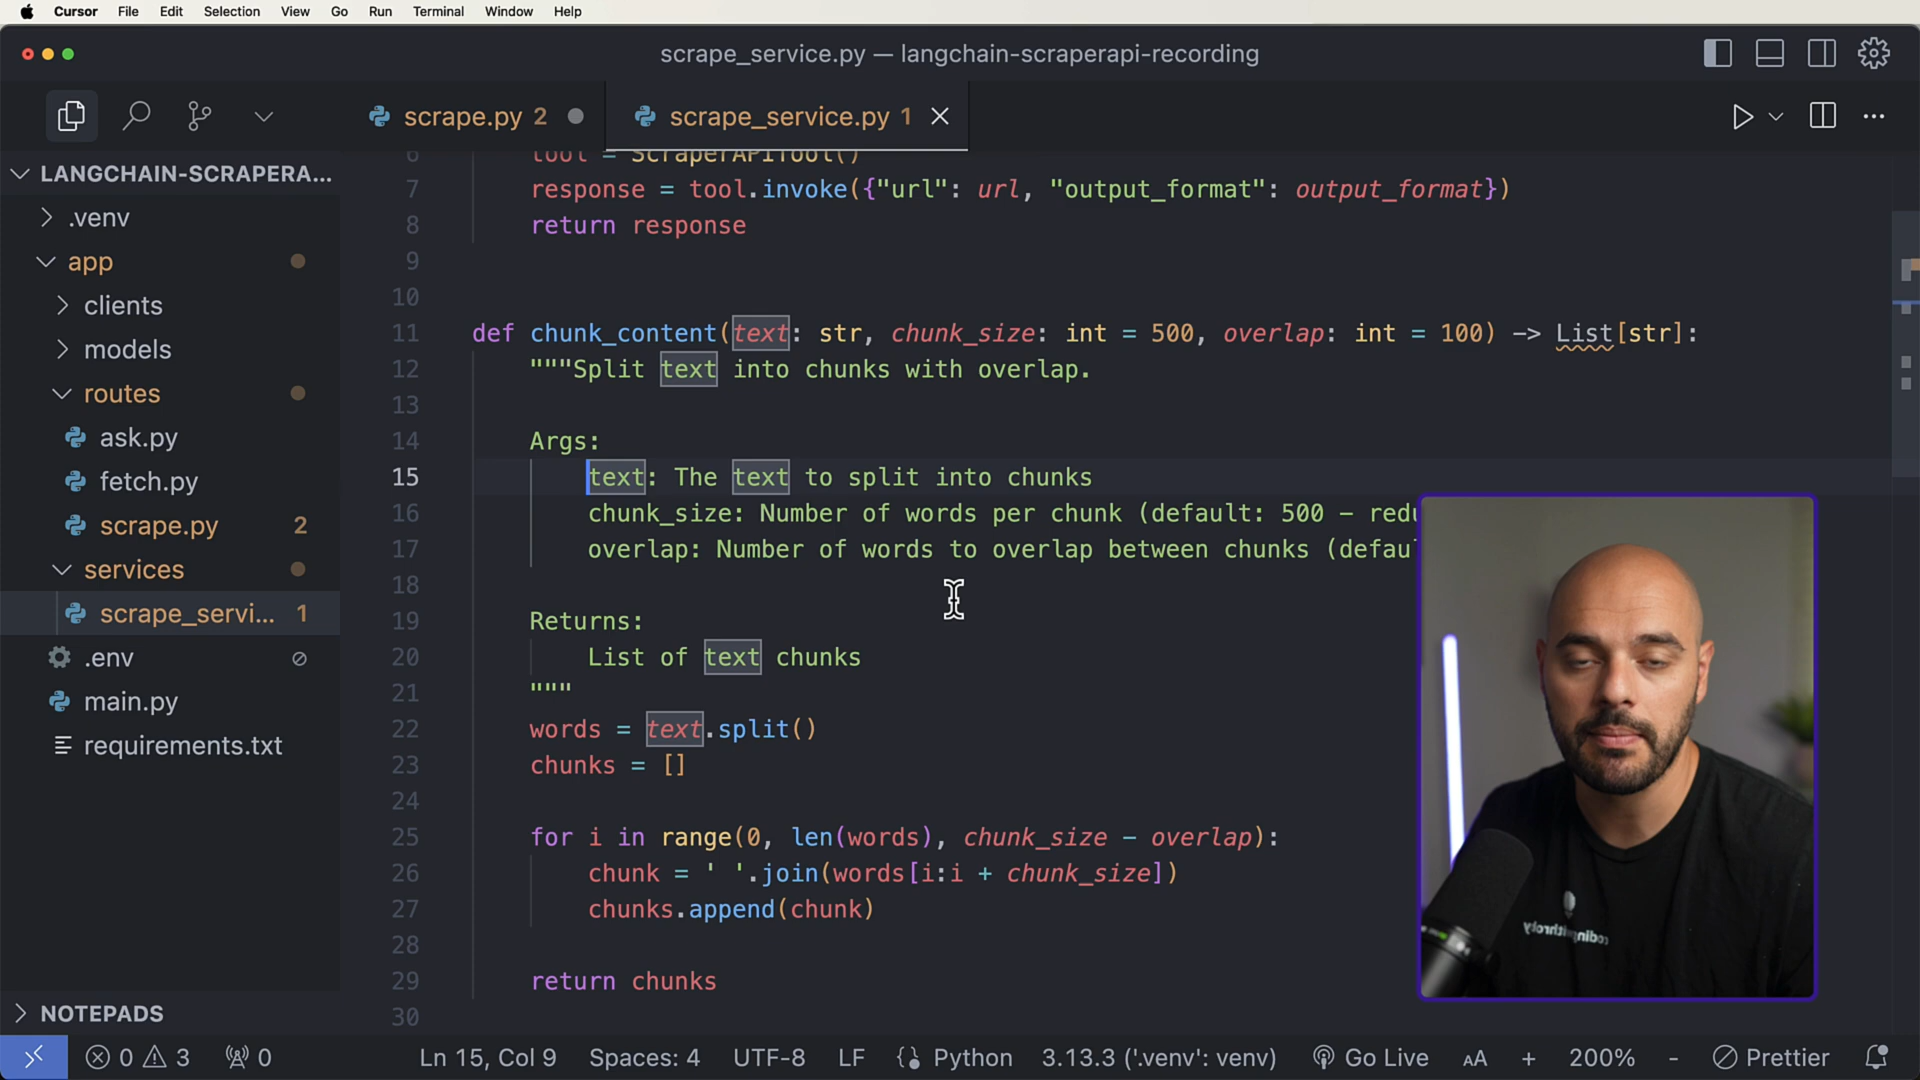 Cursor File Edit Selection View Go Run Terminal Window Help
scrape_service.py — langchain-scraperapi-recording
scrape.py 2
scrape_service.py 1
LANGCHAIN-SCRAPERA...
.venv
app
clients
models
routes
ask.py
fetch.py
scrape.py 2
services
scrape_servi... 1
.env
main.py
requirements.txt
NOTEPADS
6 tool = ScraperAPITool()
7 response = tool.invoke({"url": url, "output_format": output_format})
8 return response
9
10
11 def chunk_content(text: str, chunk_size: int = 500, overlap: int = 100) -> List[str]:
12 """Split text into chunks with overlap.
13
14 Args:
15 text: The text to split into chunks
16 chunk_size: Number of words per chunk (default: 500 - redu
17 overlap: Number of words to overlap between chunks (defau
18
19 Returns:
20 List of text chunks
21 """
22 words = text.split()
23 chunks = []
24
25 for i in range(0, len(words), chunk_size - overlap):
26 chunk = ' '.join(words[i:i + chunk_size])
27 chunks.append(chunk)
28
29 return chunks
30
codingwithroby
0 3 0 Ln 15, Col 9 Spaces: 4 UTF-8 LF Python 3.13.3 ('.venv': venv) Go Live AA + 200% - Prettier